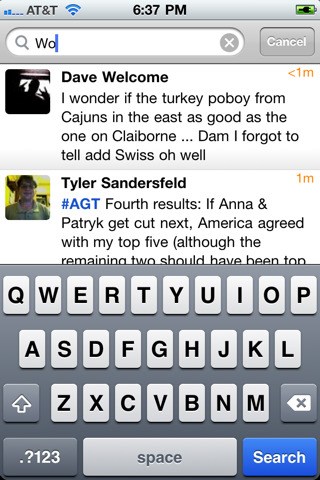 AT&T 6:37 PM
Wo Cancel
Dave Welcome <1m
I wonder if the turkey poboy from
Cajuns in the east as good as the
one on Claiborne ... Dam I forgot to
tell add Swiss oh well
Tyler Sandersfeld 1m
#AGT Fourth results: If Anna &
Patryk get cut next, America agreed
with my top five (although the
remaining two should have been top
Q W E R T Y U I O P
A S D F G H J K L
Z X C V B N M
.?123 space Search